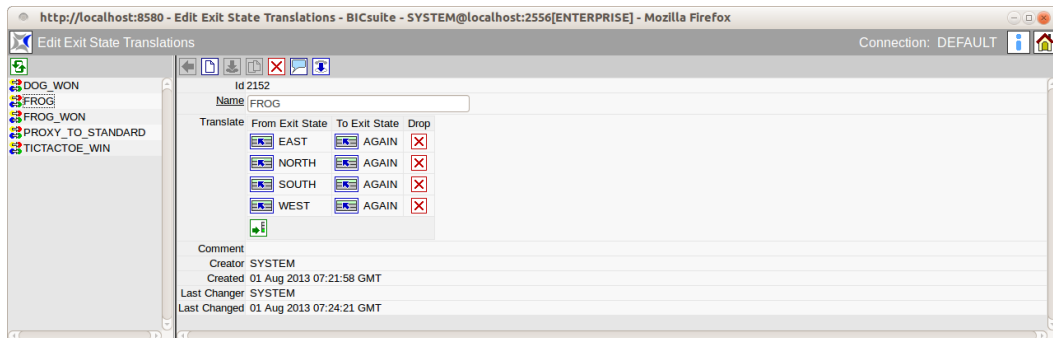 http://localhost:8580 - Edit Exit State Translations - BICsuite - SYSTEM@localhost:2556[ENTERPRISE] - Mozilla Firefox
Edit Exit State Translations
Connection: DEFAULT
DOG_WON
FROG
FROG_WON
PROXY_TO_STANDARD
TICTACTOE_WIN
Id 2152
Name FROG
Translate From Exit State To Exit State Drop
EAST AGAIN
NORTH AGAIN
SOUTH AGAIN
WEST AGAIN
Comment
Creator SYSTEM
Created 01 Aug 2013 07:21:58 GMT
Last Changer SYSTEM
Last Changed 01 Aug 2013 07:24:21 GMT